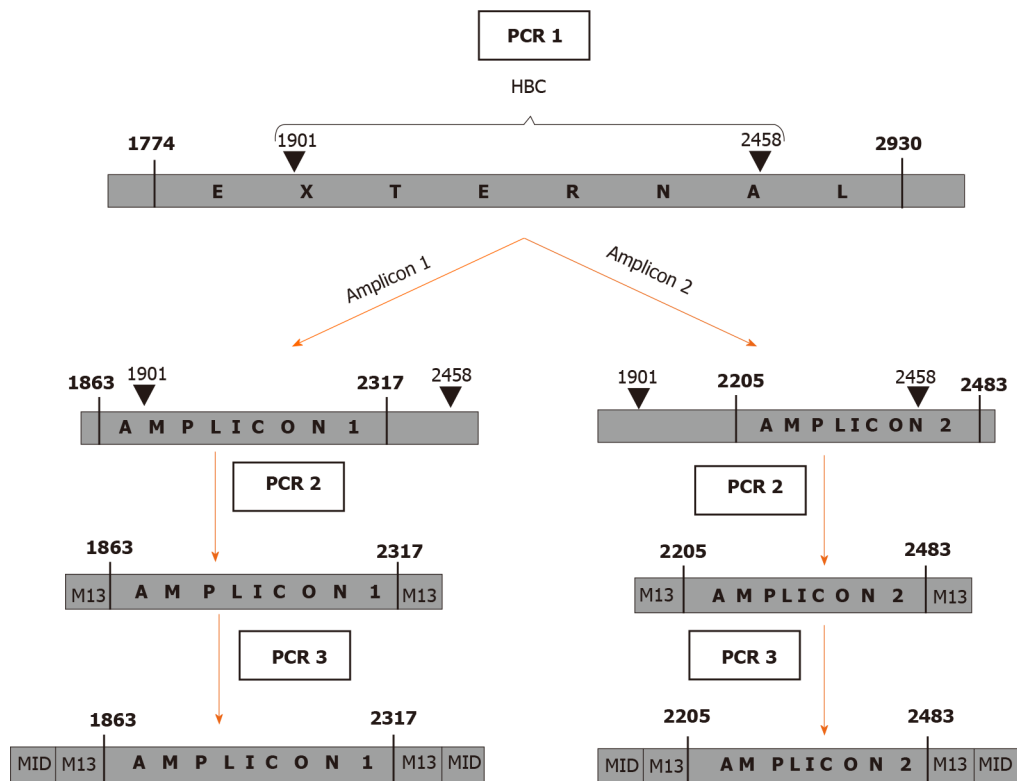 PCR 1
HBC
1774 1901 2458 2930
E X T E R N A L
Amplicon 1
Amplicon 2
1863 1901 2317 2458
A M P L I C O N 1
1901 2205 2458 2483
A M P L I C O N 2
PCR 2
PCR 2
1863 2317
M13 A M P L I C O N 1 M13
2205 2483
M13 A M P L I C O N 2 M13
PCR 3
PCR 3
1863 2317
MID M13 A M P L I C O N 1 M13 MID
2205 2483
MID M13 A M P L I C O N 2 M13 MID